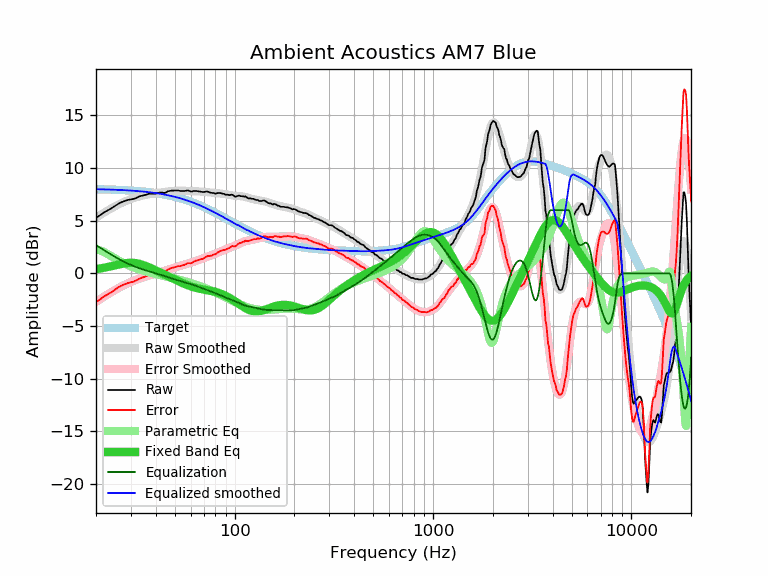 Ambient Acoustics AM7 Blue
Amplitude (dBr)
15
10
5
0
−5
−10
−15
−20
Target
Raw Smoothed
Error Smoothed
Raw
Error
Parametric Eq
Fixed Band Eq
Equalization
Equalized smoothed
100
1000
10000
Frequency (Hz)